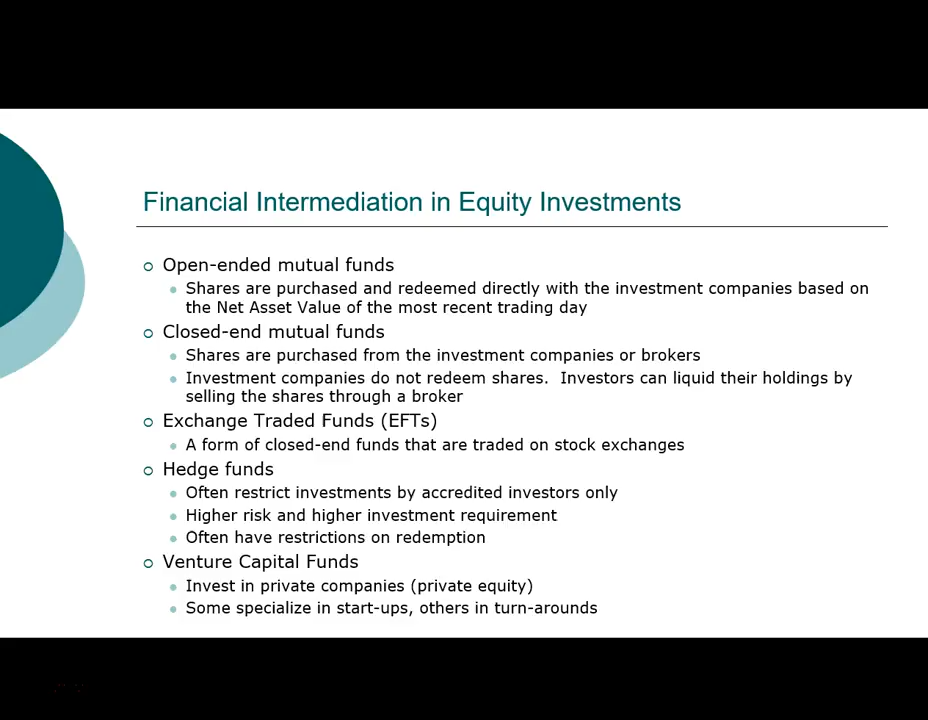 Financial Intermediation in Equity Investments
Open-ended mutual funds
Shares are purchased and redeemed directly with the investment companies based on
the Net Asset Value of the most recent trading day
Closed-end mutual funds
Shares are purchased from the investment companies or brokers
Investment companies do not redeem shares.  Investors can liquid their holdings by
selling the shares through a broker
Exchange Traded Funds (EFTs)
A form of closed-end funds that are traded on stock exchanges
Hedge funds
Often restrict investments by accredited investors only
Higher risk and higher investment requirement
Often have restrictions on redemption
Venture Capital Funds
Invest in private companies (private equity)
Some specialize in start-ups, others in turn-arounds